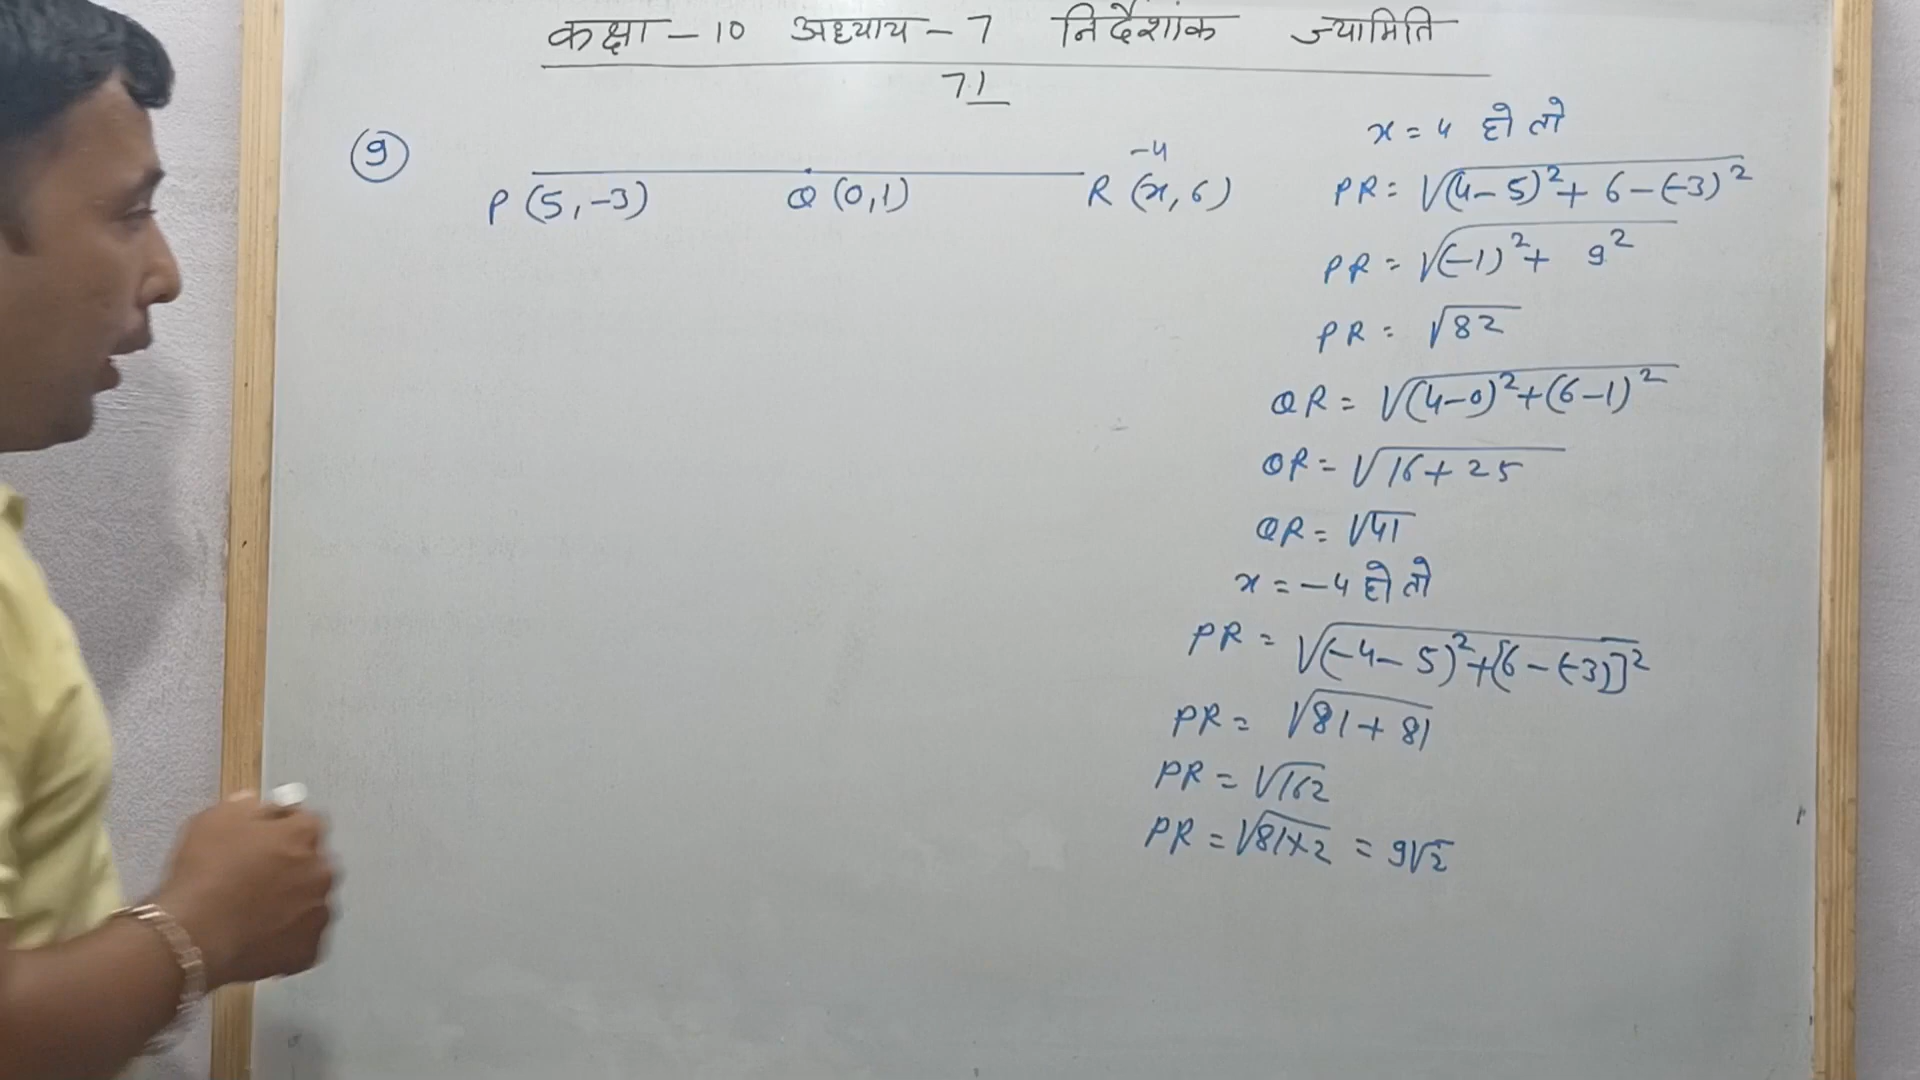 कक्षा - 10 अध्याय - 7 निर्देशांक ज्यामिति
7.1
9
P (5, -3) Q (0,1) R (x, 6)
-4
x = 4 हो तो
PR = √(4-5)² + 6-(-3)²
PR = √(-1)² + 9²
PR = √82
QR = √(4-0)² + (6-1)²
QR = √16 + 25
QR = √41
x = -4 हो तो
PR = √(-4-5)² + [6-(-3)]²
PR = √81 + 81
PR = √162
PR = √81×2 = 9√2